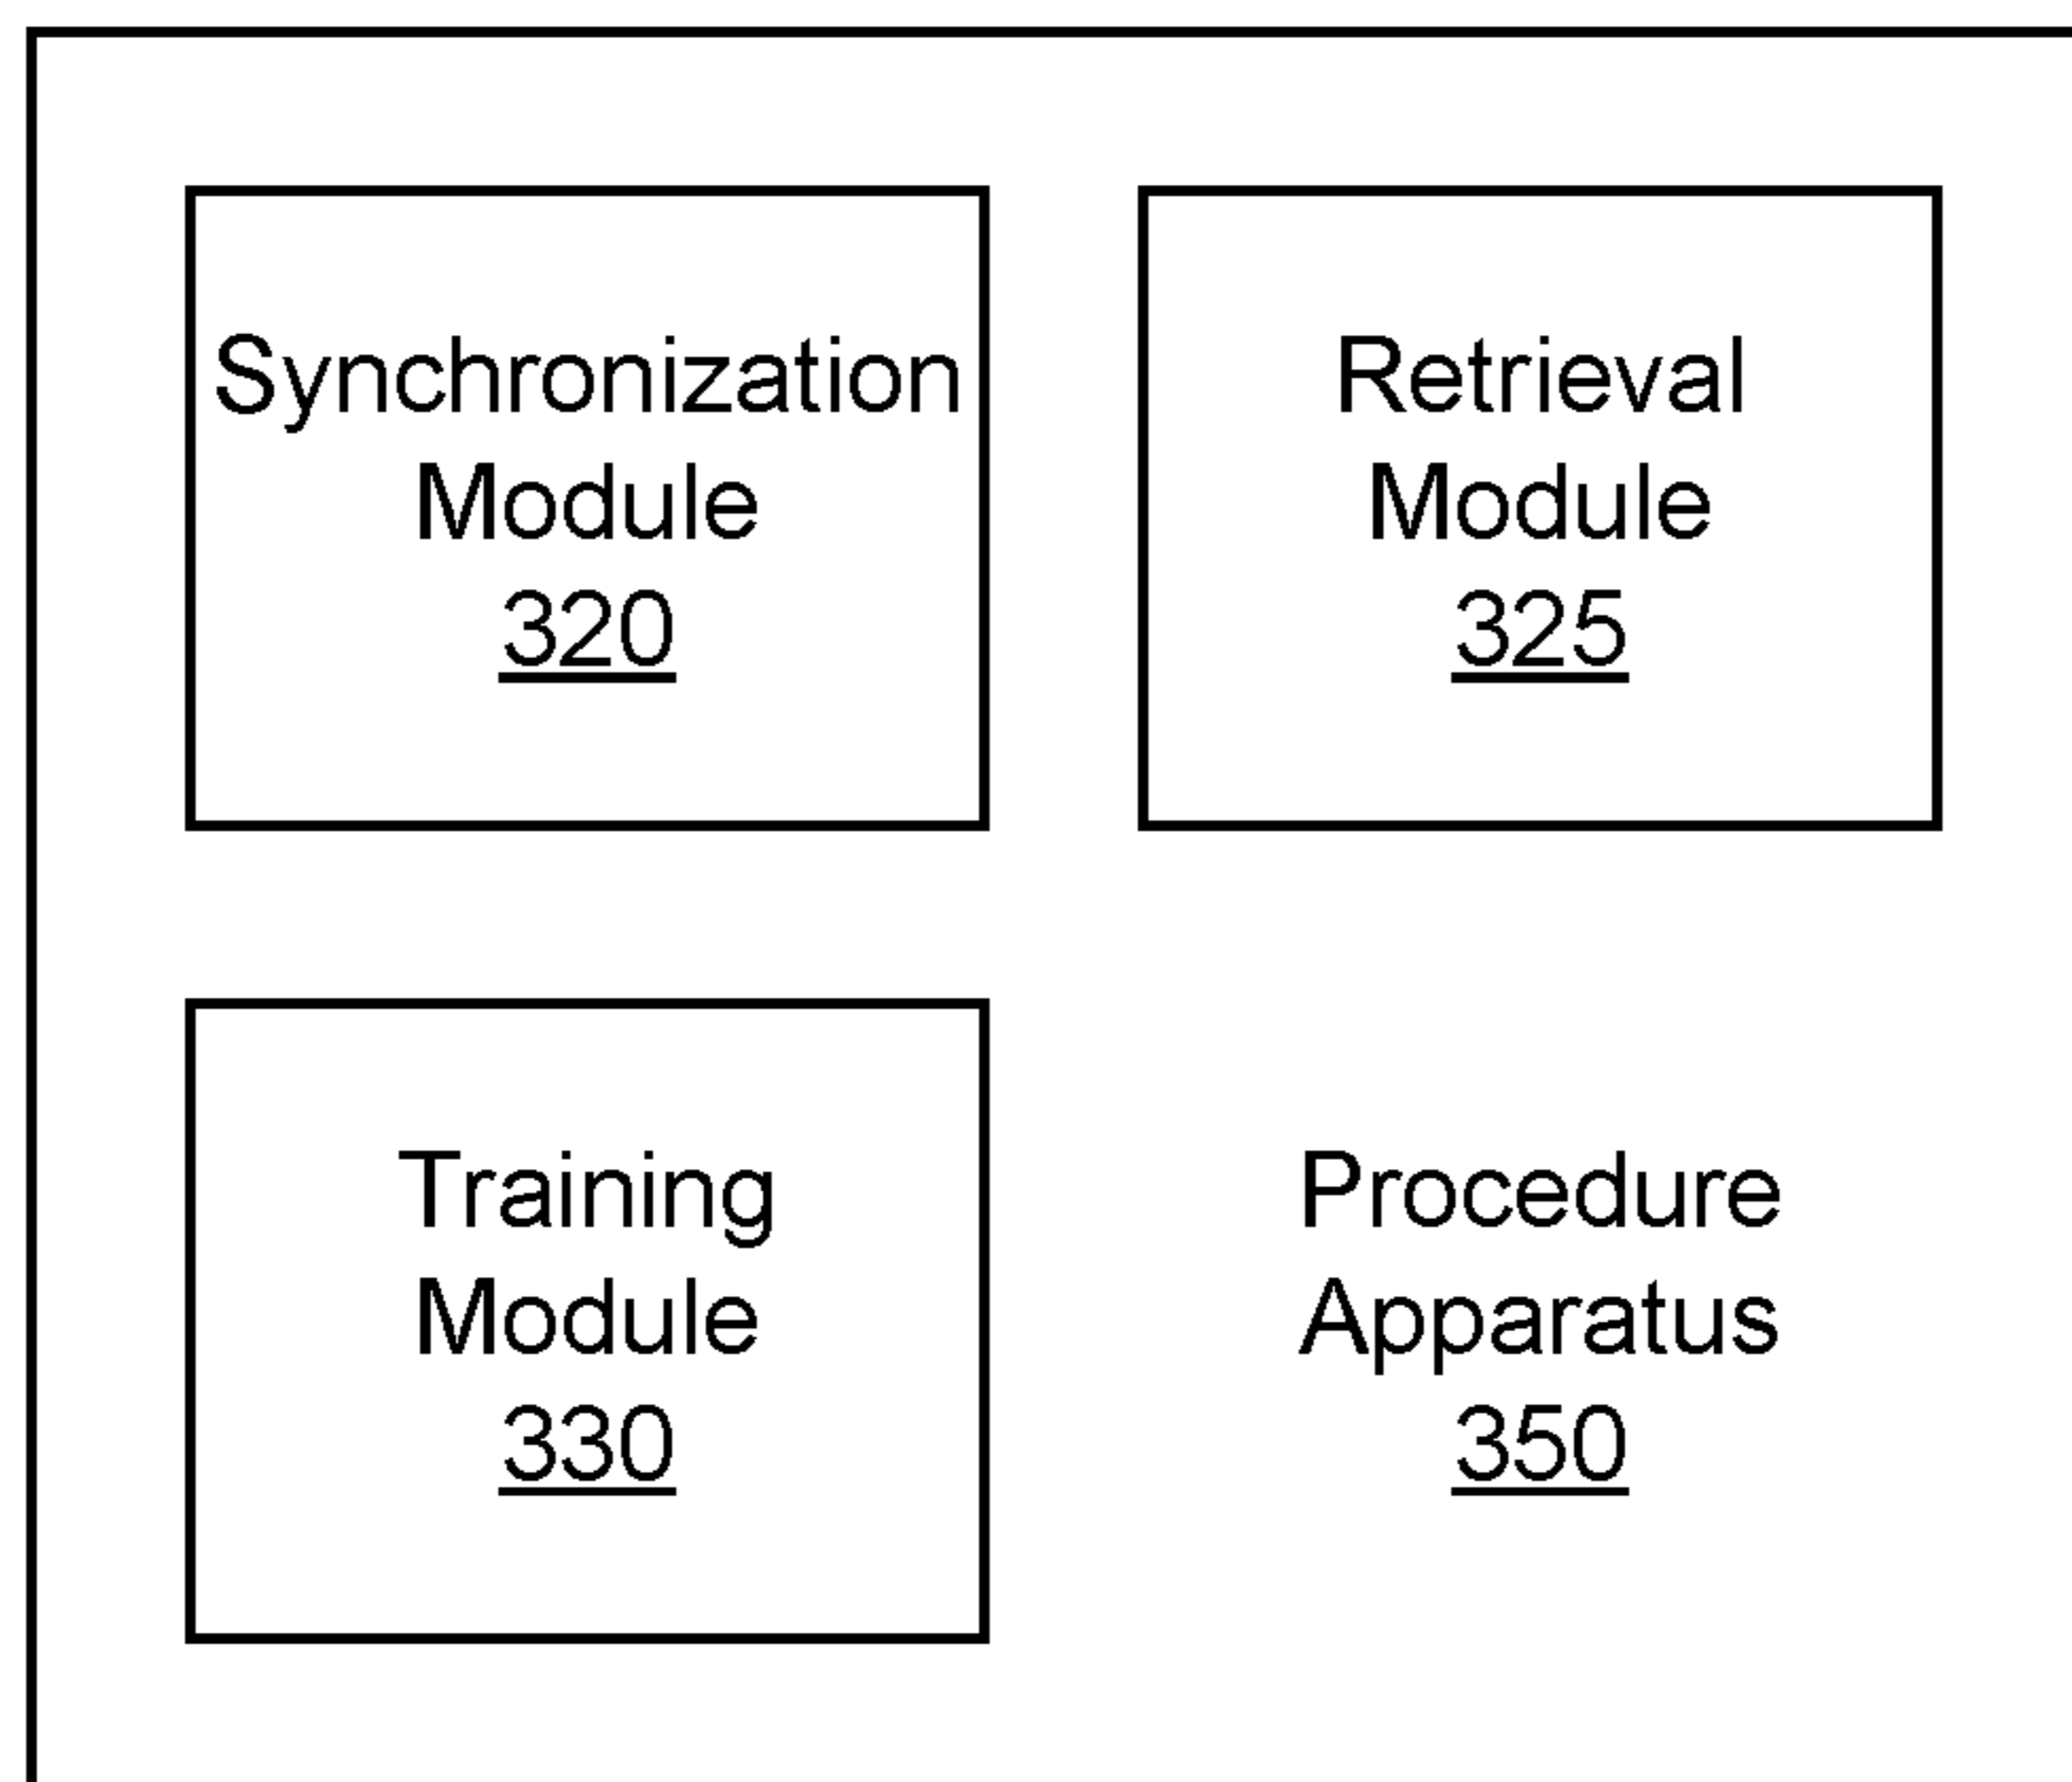 Synchronization
Module
320
Retrieval
Module
325
Training
Module
330
Procedure
Apparatus
350